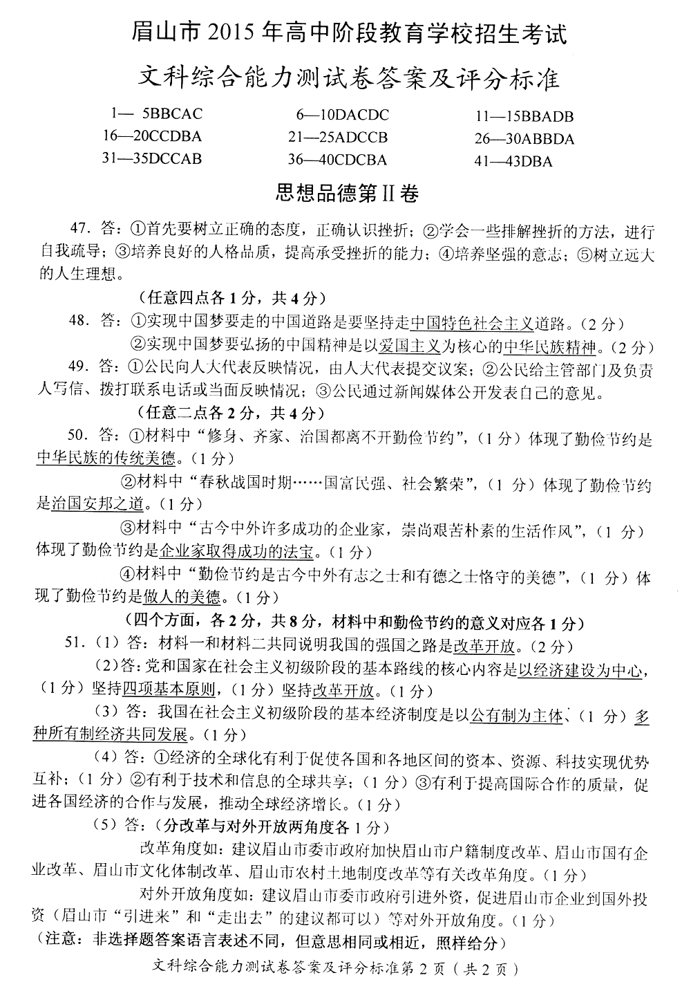 眉山市 2015 年高中阶段教育学校招生考试
文科综合能力测试卷答案及评分标准
1— 5BBCAC 6—10DACDC 11—15BBADB
16—20CCDBA 21—25ADCCB 26—30ABBDA
31—35DCCAB 36—40CDCBA 41—43DBA
思想品德第 II 卷
47．答：①首先要树立正确的态度，正确认识挫折；②学会一些排解挫折的方法，进行
自我疏导；③培养良好的人格品质，提高承受挫折的能力；④培养坚强的意志；⑤树立远大
的人生理想。
（任意四点各 1 分，共 4 分）
48．答：①实现中国梦要走的中国道路是要坚持走中国特色社会主义道路。（2 分）
②实现中国梦要弘扬的中国精神是以爱国主义为核心的中华民族精神。（2 分）
49．答：①公民向人大代表反映情况，由人大代表提交议案；②公民给主管部门及负责
人写信、拨打联系电话或当面反映情况；③公民通过新闻媒体公开发表自己的意见。
（任意二点各 2 分，共 4 分）
50．答：①材料中“修身、齐家、治国都离不开勤俭节约”，（1 分）体现了勤俭节约是
中华民族的传统美德。（1 分）
②材料中“春秋战国时期……国富民强、社会繁荣”，（1 分）体现了勤俭节约
是治国安邦之道。（1 分）
③材料中“古今中外许多成功的企业家，崇尚艰苦朴素的生活作风”，（1 分）
体现了勤俭节约是企业家取得成功的法宝。（1 分）
④材料中“勤俭节约是古今中外有志之士和有德之士恪守的美德”，（1 分）体
现了勤俭节约是做人的美德。（1 分）
（四个方面，各 2 分，共 8 分，材料中和勤俭节约的意义对应各 1 分）
51．（1）答：材料一和材料二共同说明我国的强国之路是改革开放。（2 分）
（2）答：党和国家在社会主义初级阶段的基本路线的核心内容是以经济建设为中心，
（1 分）坚持四项基本原则，（1 分）坚持改革开放。（1 分）
（3）答：我国在社会主义初级阶段的基本经济制度是以公有制为主体、（1 分）多
种所有制经济共同发展。（1 分）
（4）答：①经济的全球化有利于促使各国和各地区间的资本、资源、科技实现优势
互补；（1 分）②有利于技术和信息的全球共享；（1 分）③有利于提高国际合作的质量，促
进各国经济的合作与发展，推动全球经济增长。（1 分）
（5）答：（分改革与对外开放两角度各 1 分）
改革角度如：建议眉山市委市政府加快眉山市户籍制度改革、眉山市国有企
业改革、眉山市文化体制改革、眉山市农村土地制度改革等有关改革角度。（1 分）
对外开放角度如：建议眉山市委市政府引进外资，促进眉山市企业到国外投
资（眉山市“引进来”和“走出去”的建议都可以）等对外开放角度。（1 分）
（注意：非选择题答案语言表述不同，但意思相同或相近，照样给分）
文科综合能力测试卷答案及评分标准第 2 页（共 2 页）